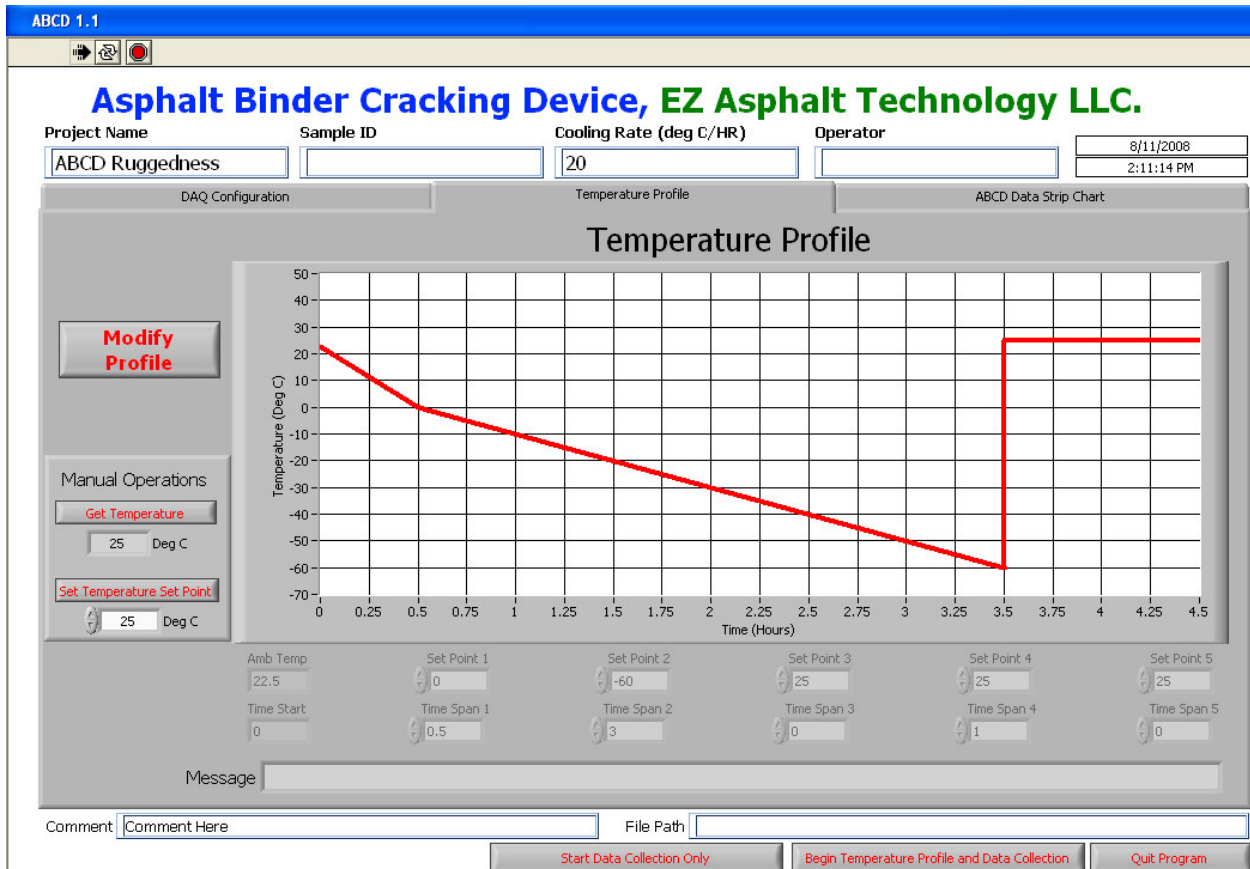 ABCD 1.1
Asphalt Binder Cracking Device, EZ Asphalt Technology LLC.
Project Name Sample ID Cooling Rate (deg C/HR) Operator
ABCD Ruggedness 20 8/11/2008
2:11:14 PM
DAQ Configuration Temperature Profile ABCD Data Strip Chart
Temperature Profile
Modify
Profile
Manual Operations
Get Temperature
25 Deg C
Set Temperature Set Point
25 Deg C
Temperature (Deg C)
50
40
30
20
10
0
-10
-20
-30
-40
-50
-60
-70
0 0.25 0.5 0.75 1 1.25 1.5 1.75 2 2.25 2.5 2.75 3 3.25 3.5 3.75 4 4.25 4.5
Time (Hours)
Amb Temp Set Point 1 Set Point 2 Set Point 3 Set Point 4 Set Point 5
22.5 0 -60 25 25 25
Time Start Time Span 1 Time Span 2 Time Span 3 Time Span 4 Time Span 5
0 0.5 3 0 1 0
Message
Comment Comment Here File Path
Start Data Collection Only Begin Temperature Profile and Data Collection Quit Program